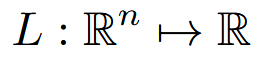 L : ℝⁿ ↦ ℝ